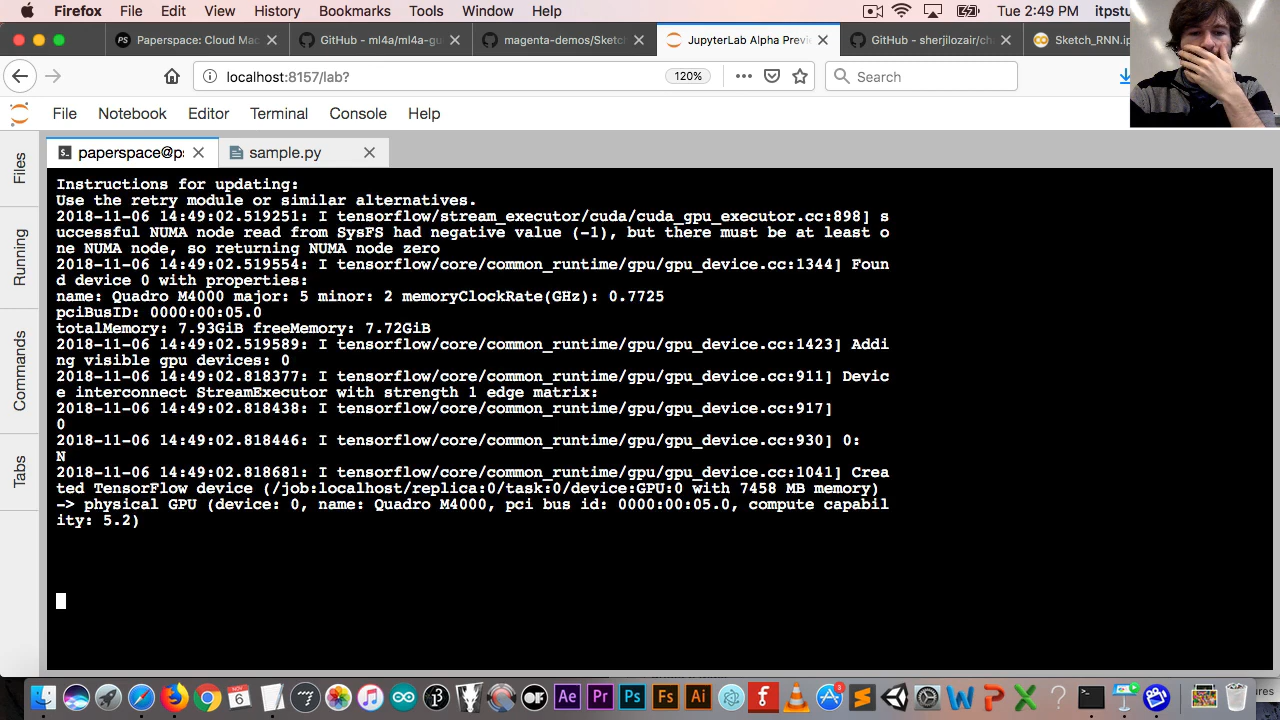 Firefox File Edit View History Bookmarks Tools Window Help Tue 2:49 PM itpstu
PS Paperspace: Cloud Mac GitHub - ml4a/ml4a-gu magenta-demos/Sketc JupyterLab Alpha Previ GitHub - sherjilozair/ch Sketch_RNN.ip
localhost:8157/lab? 120% Search
File Notebook Editor Terminal Console Help
Files
Running
Commands
Tabs
paperspace@ps sample.py
Instructions for updating:
Use the retry module or similar alternatives.
2018-11-06 14:49:02.519251: I tensorflow/stream_executor/cuda/cuda_gpu_executor.cc:898] s
uccessful NUMA node read from SysFS had negative value (-1), but there must be at least o
ne NUMA node, so returning NUMA node zero
2018-11-06 14:49:02.519554: I tensorflow/core/common_runtime/gpu/gpu_device.cc:1344] Foun
d device 0 with properties:
name: Quadro M4000 major: 5 minor: 2 memoryClockRate(GHz): 0.7725
pciBusID: 0000:00:05.0
totalMemory: 7.93GiB freeMemory: 7.72GiB
2018-11-06 14:49:02.519589: I tensorflow/core/common_runtime/gpu/gpu_device.cc:1423] Addi
ng visible gpu devices: 0
2018-11-06 14:49:02.818377: I tensorflow/core/common_runtime/gpu/gpu_device.cc:911] Devic
e interconnect StreamExecutor with strength 1 edge matrix:
2018-11-06 14:49:02.818438: I tensorflow/core/common_runtime/gpu/gpu_device.cc:917]
0
2018-11-06 14:49:02.818446: I tensorflow/core/common_runtime/gpu/gpu_device.cc:930] 0:
N
2018-11-06 14:49:02.818681: I tensorflow/core/common_runtime/gpu/gpu_device.cc:1041] Crea
ted TensorFlow device (/job:localhost/replica:0/task:0/device:GPU:0 with 7458 MB memory)
-> physical GPU (device: 0, name: Quadro M4000, pci bus id: 0000:00:05.0, compute capabil
ity: 5.2)
NOV 6 OF Ae Pr Ps Fs Ai W P X ? ures